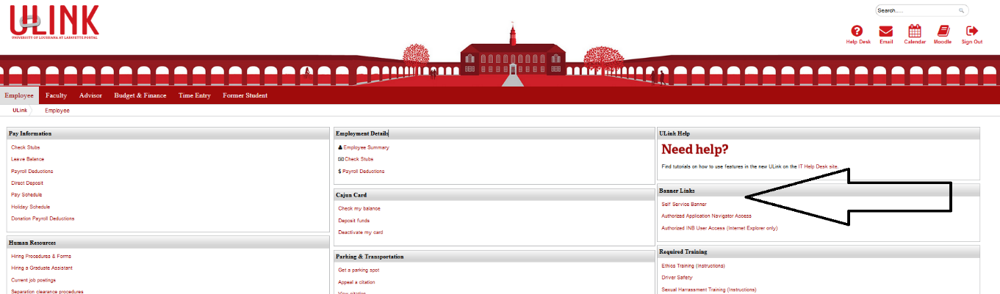 ULINK
UNIVERSITY OF LOUISIANA AT LAFAYETTE PORTAL
Search.....
Help Desk
Email
Calendar
Moodle
Sign Out
Employee
Faculty
Advisor
Budget & Finance
Time Entry
Former Student
ULink
Employee
Pay Information
Check Stubs
Leave Balance
Payroll Deductions
Direct Deposit
Pay Schedule
Holiday Schedule
Donation Payroll Deductions
Human Resources
Hiring Procedures & Forms
Hiring a Graduate Assistant
Current job postings
Separation clearance procedures
Employment Details
Employee Summary
Check Stubs
$ Payroll Deductions
Cajun Card
Check my balance
Deposit funds
Deactivate my card
Parking & Transportation
Get a parking spot
Appeal a citation
View citation
ULink Help
Need help?
Find tutorials on how to use features in the new ULink on the IT Help Desk site.
Banner Links
Self Service Banner
Authorized Application Navigator Access
Authorized INB User Access (Internet Explorer only)
Required Training
Ethics Training (Instructions)
Driver Safety
Sexual Harrassment Training (Instructions)